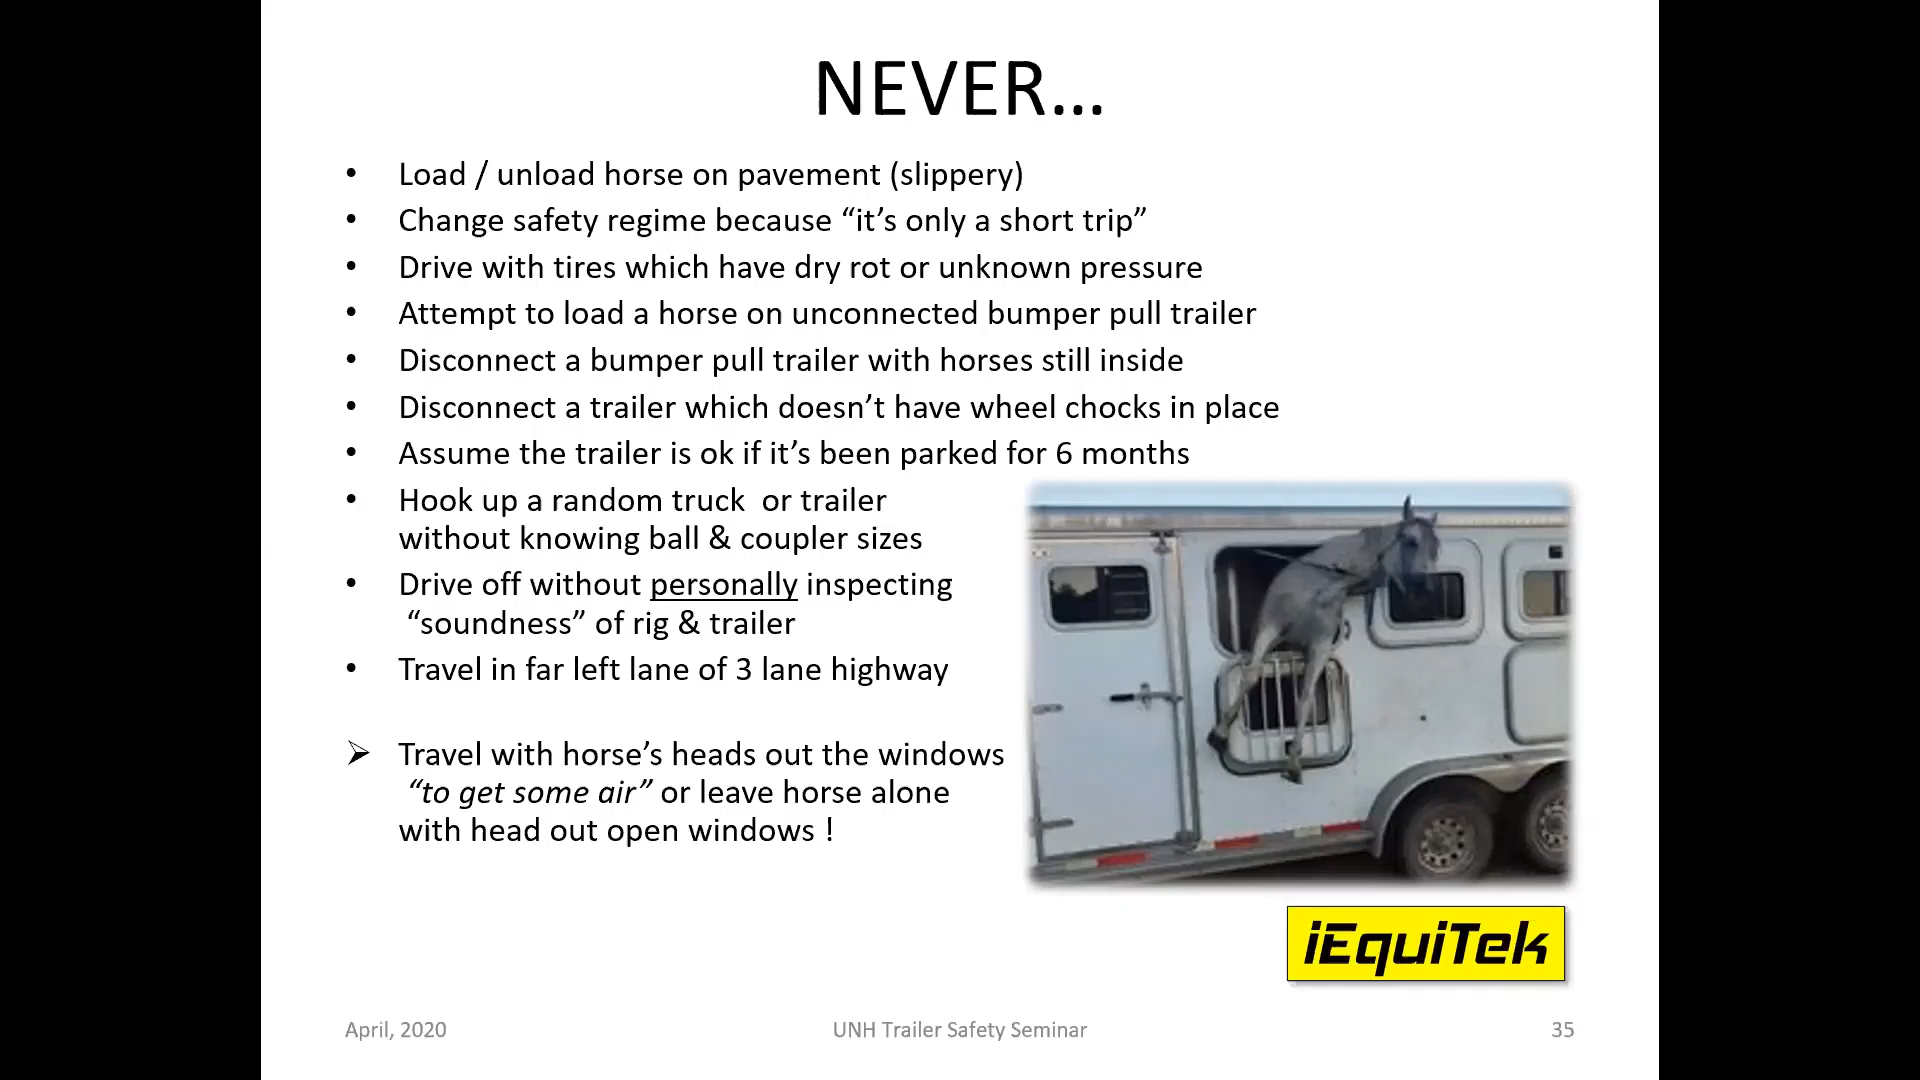 NEVER...
• Load / unload horse on pavement (slippery)
• Change safety regime because “it’s only a short trip”
• Drive with tires which have dry rot or unknown pressure
• Attempt to load a horse on unconnected bumper pull trailer
• Disconnect a bumper pull trailer with horses still inside
• Disconnect a trailer which doesn’t have wheel chocks in place
• Assume the trailer is ok if it’s been parked for 6 months
• Hook up a random truck or trailer
without knowing ball & coupler sizes
• Drive off without personally inspecting
“soundness” of rig & trailer
• Travel in far left lane of 3 lane highway
➢ Travel with horse’s heads out the windows
“to get some air” or leave horse alone
with head out open windows !
iEquiTek
April, 2020
UNH Trailer Safety Seminar
35